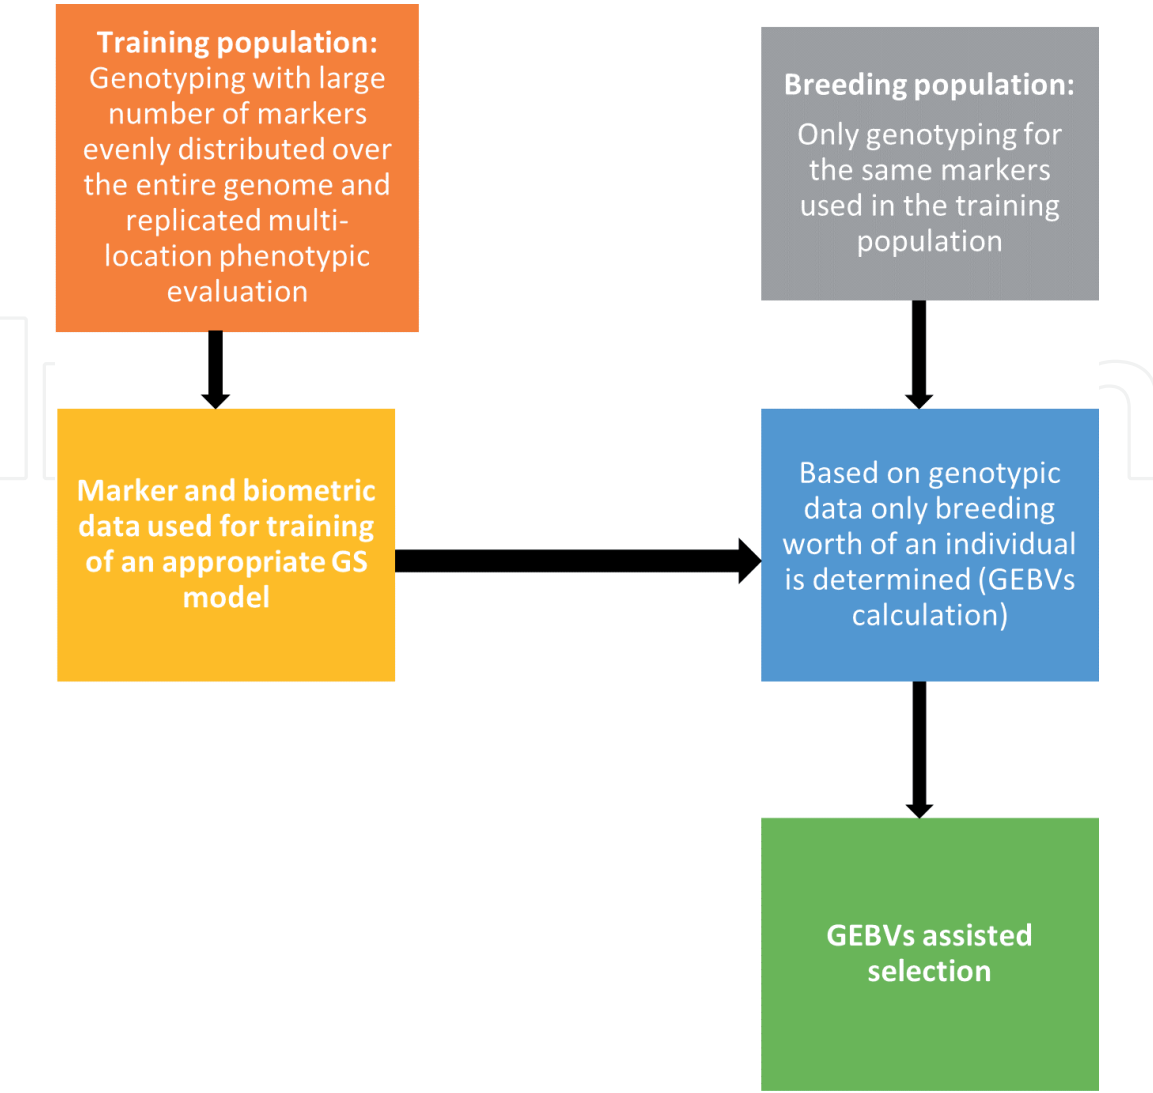 Training population:
Genotyping with large
number of markers
evenly distributed over
the entire genome and
replicated multi-
location phenotypic
evaluation
Breeding population:
Only genotyping for
the same markers
used in the training
population
Marker and biometric
data used for training
of an appropriate GS
model
Based on genotypic
data only breeding
worth of an individual
is determined (GEBVs
calculation)
GEBVs assisted
selection